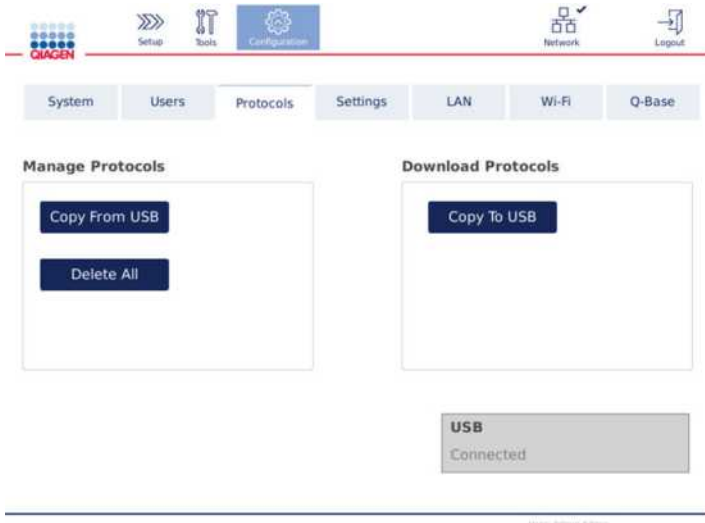 QIAGEN
Setup
Tools
Configuration
Network
Logout
System Users Protocols Settings LAN Wi-Fi Q-Base
Manage Protocols
Download Protocols
Copy From USB
Copy To USB
Delete All
USB
Connected